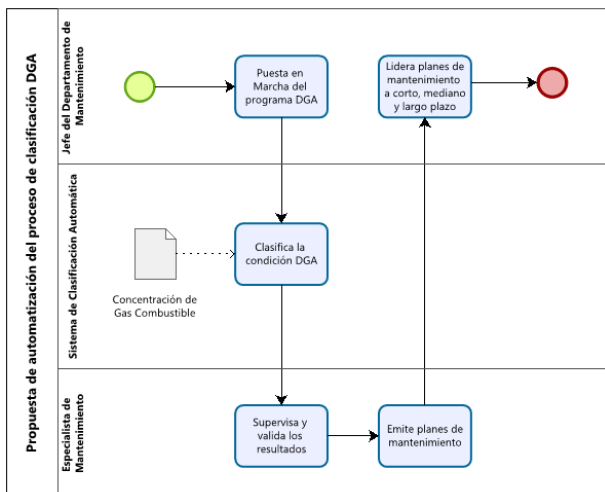 Propuesta de automatización del proceso de clasificación DGA
Jefe del Departamento de
Mantenimiento
Puesta en
Marcha del
programa DGA
Lidera planes de
mantenimiento
a corto, mediano
y largo plazo
Sistema de Clasificación Automática
Concentración de
Gas Combustible
Clasifica la
condición DGA
Especialista de
Mantenimiento
Supervisa y
valida los
resultados
Emite planes de
mantenimiento